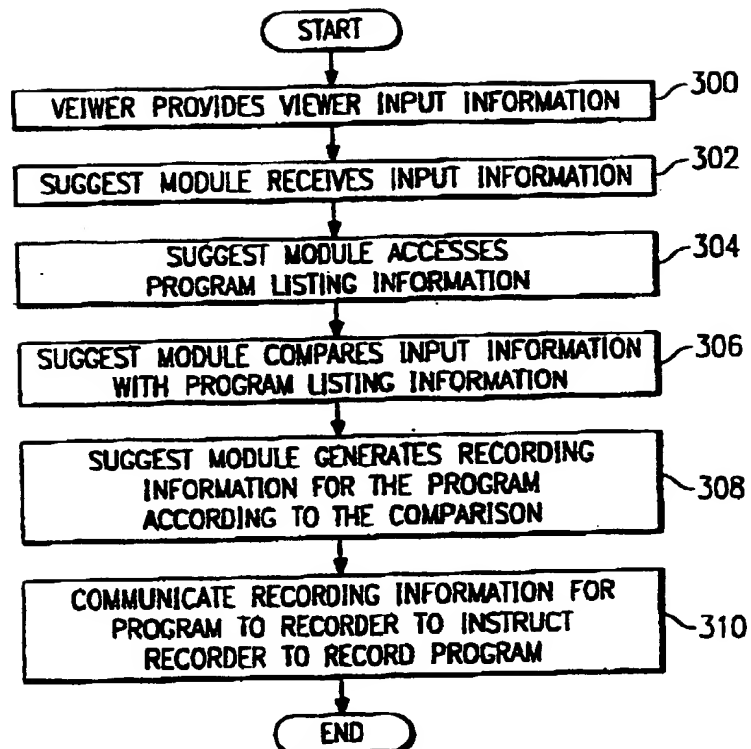 START
VEIWER PROVIDES VIEWER INPUT INFORMATION
300
SUGGEST MODULE RECEIVES INPUT INFORMATION
302
SUGGEST MODULE ACCESSES
PROGRAM LISTING INFORMATION
304
SUGGEST MODULE COMPARES INPUT INFORMATION
WITH PROGRAM LISTING INFORMATION
306
SUGGEST MODULE GENERATES RECORDING
INFORMATION FOR THE PROGRAM
ACCORDING TO THE COMPARISON
308
COMMUNICATE RECORDING INFORMATION FOR
PROGRAM TO RECORDER TO INSTRUCT
RECORDER TO RECORD PROGRAM
310
END